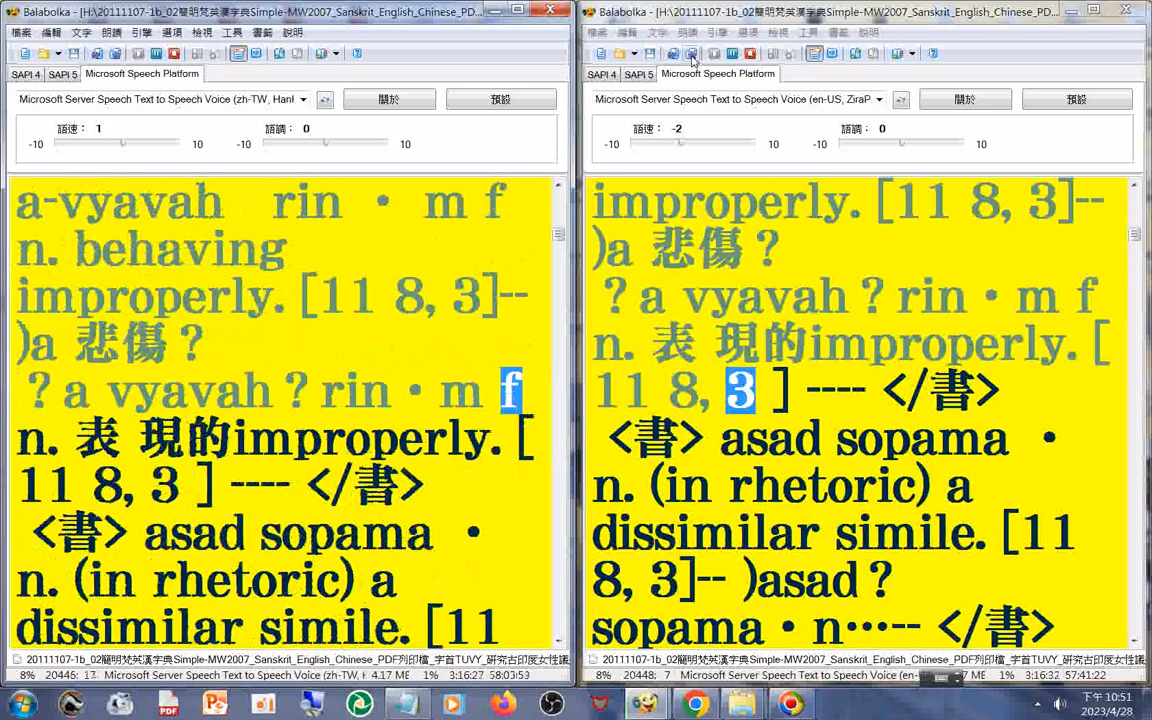 Balabolka - [H:\20111107-1b_02簡明梵英漢字典Simple-MW2007_Sanskrit_English_Chinese_PD...
檔案 編輯 文字 朗讀 引擎 選項 檢視 工具 書籤 說明
SAPI 4 SAPI 5 Microsoft Speech Platform
Microsoft Server Speech Text to Speech Voice (zh-TW, Hanl
關於 預設
語速： 1 語調： 0
-10 10 -10 10
a-vyavah rin • m f
n. behaving
improperly. [11 8, 3]--
)a 悲傷？
？a vyavah？rin • m f
n. 表 現的improperly. [
11 8, 3 ] ---- </書>
<書> asad sopama •
n. (in rhetoric) a
dissimilar simile. [11
20111107-1b_02簡明梵英漢字典Simple-MW2007_Sanskrit_English_Chinese_PDF列印檔_字首TUVY_研究古印度女性議
8% 20446: 17 Microsoft Server Speech Text to Speech Voice (zh-TW, H 4.17 ME 1% 3:16:27 58:03:59
Balabolka - [H:\20111107-1b_02簡明梵英漢字典Simple-MW2007_Sanskrit_English_Chinese_PD...
檔案 編輯 文字 朗讀 引擎 選項 檢視 工具 書籤 說明
SAPI 4 SAPI 5 Microsoft Speech Platform
Microsoft Server Speech Text to Speech Voice (en-US, ZiraP
關於 預設
語速： -2 語調： 0
-10 10 -10 10
improperly. [11 8, 3]--
)a 悲傷？
？a vyavah？rin • m f
n. 表 現的improperly. [
11 8, 3 ] ---- </書>
<書> asad sopama •
n. (in rhetoric) a
dissimilar simile. [11
8, 3]-- )asad？
sopama • n…-- </書>
20111107-1b_02簡明梵英漢字典Simple-MW2007_Sanskrit_English_Chinese_PDF列印檔_字首TUVY_研究古印度女性議
8% 20448: 7 Microsoft Server Speech Text to Speech Voice (en-US, 1% 3:16:32 57:41:22
下午 10:51
2023/4/28